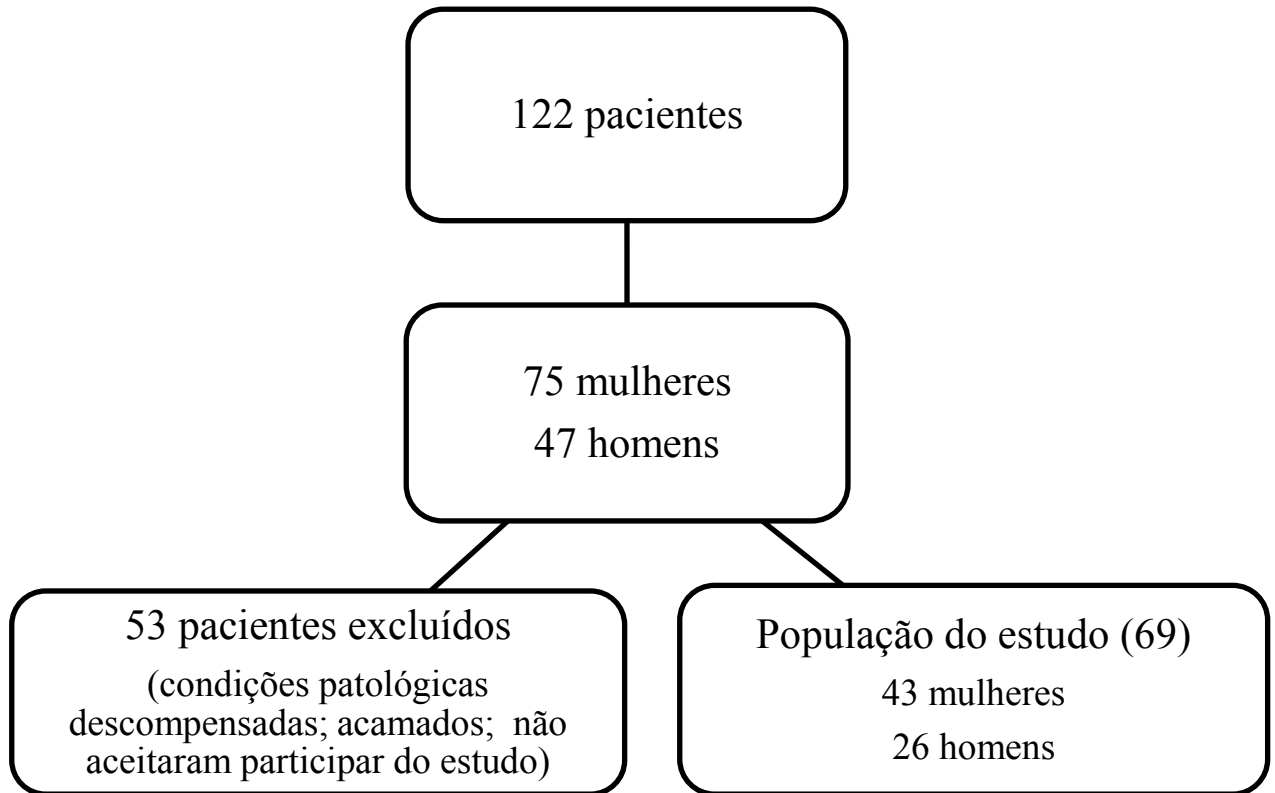 122 pacientes
75 mulheres
47 homens
53 pacientes excluídos
(condições patológicas
descompensadas; acamados;  não
aceitaram participar do estudo)
População do estudo (69)
43 mulheres
26 homens